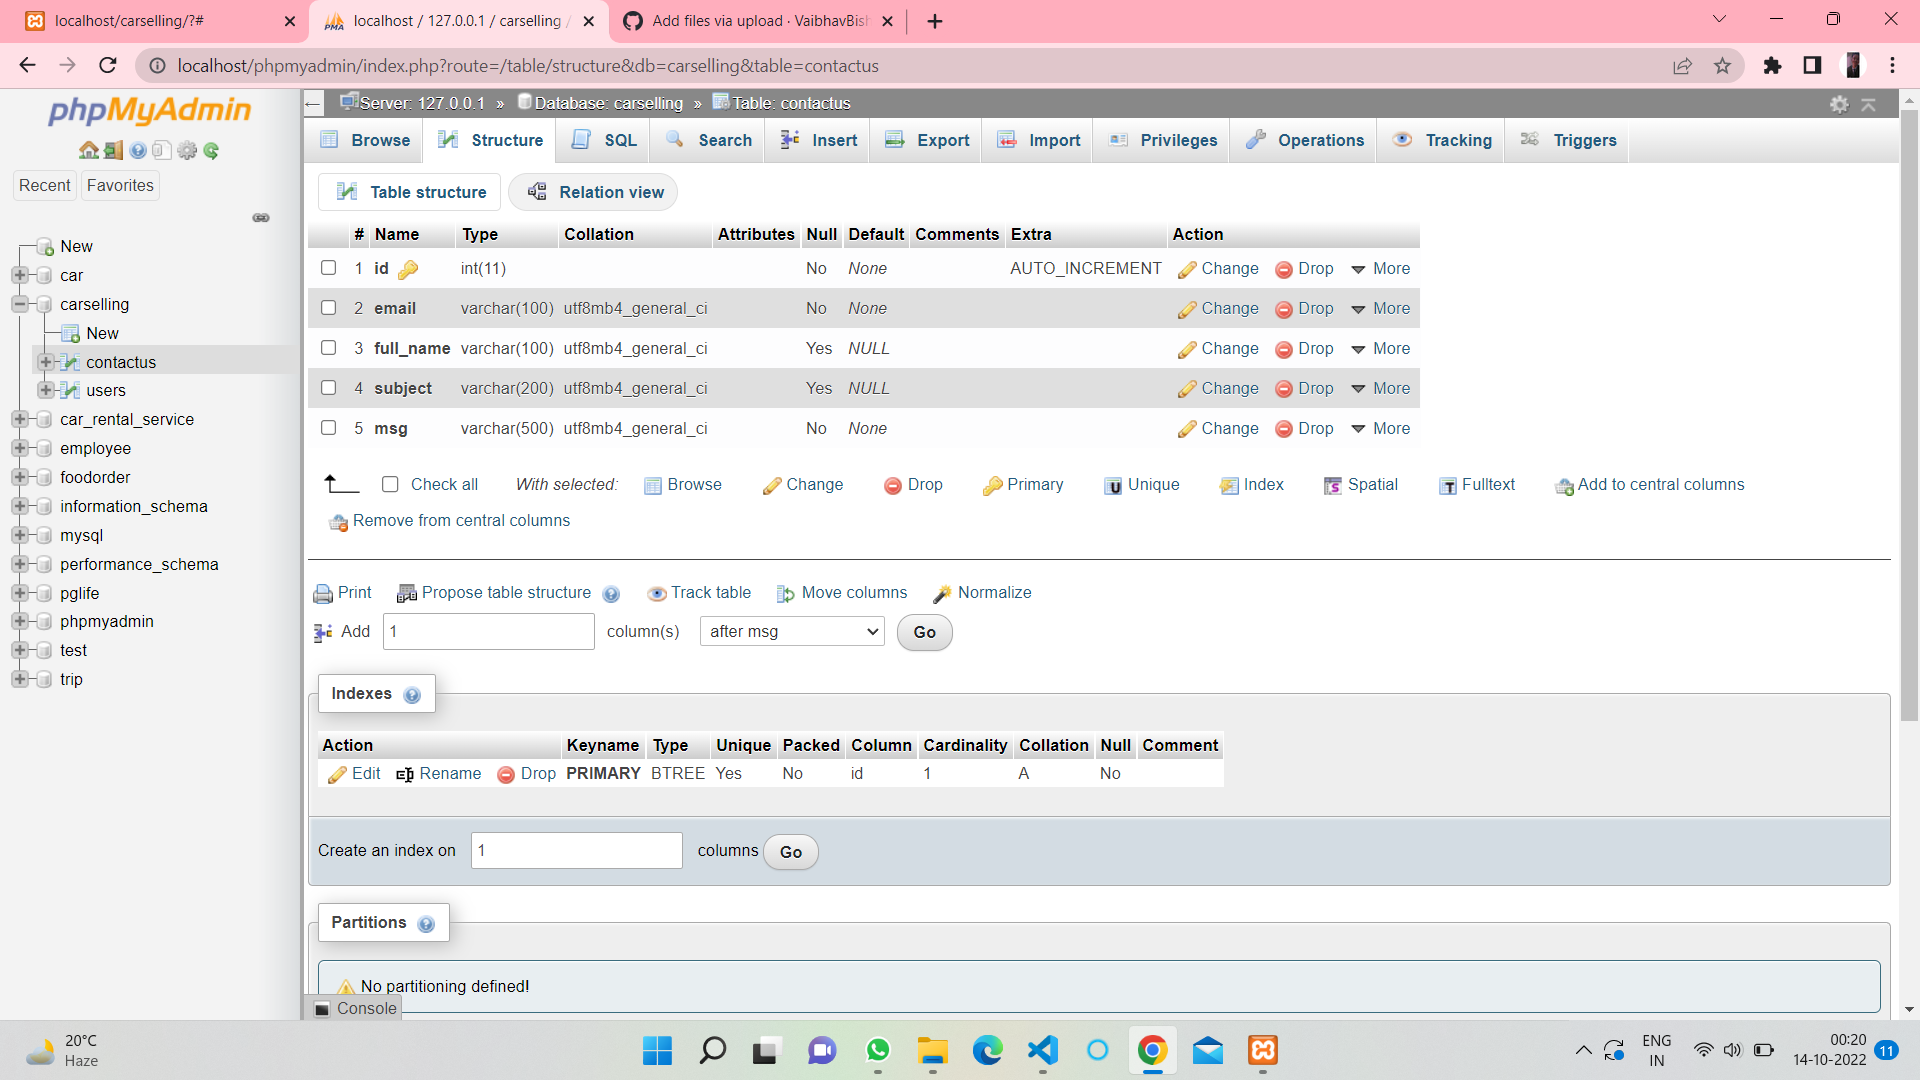 localhost/carselling/?#
localhost / 127.0.0.1 / carselling /
Add files via upload · VaibhavBish
localhost/phpmyadmin/index.php?route=/table/structure&db=carselling&table=contactus
phpMyAdmin
Recent
Favorites
New
car
carselling
New
contactus
users
car_rental_service
employee
foodorder
information_schema
mysql
performance_schema
pglife
phpmyadmin
test
trip
Server: 127.0.0.1 » Database: carselling » Table: contactus
Browse Structure SQL Search Insert Export Import Privileges Operations Tracking Triggers
Table structure Relation view
# Name Type Collation Attributes Null Default Comments Extra Action
1 id int(11) No None AUTO_INCREMENT Change Drop More
2 email varchar(100) utf8mb4_general_ci No None Change Drop More
3 full_name varchar(100) utf8mb4_general_ci Yes NULL Change Drop More
4 subject varchar(200) utf8mb4_general_ci Yes NULL Change Drop More
5 msg varchar(500) utf8mb4_general_ci No None Change Drop More
Check all With selected: Browse Change Drop Primary Unique Index Spatial Fulltext Add to central columns
Remove from central columns
Print Propose table structure Track table Move columns Normalize
Add 1 column(s) after msg Go
Indexes
Action Keyname Type Unique Packed Column Cardinality Collation Null Comment
Edit Rename Drop PRIMARY BTREE Yes No id 1 A No
Create an index on 1 columns Go
Partitions
No partitioning defined!
Console
20°C
Haze
ENG
IN
00:20
14-10-2022
11